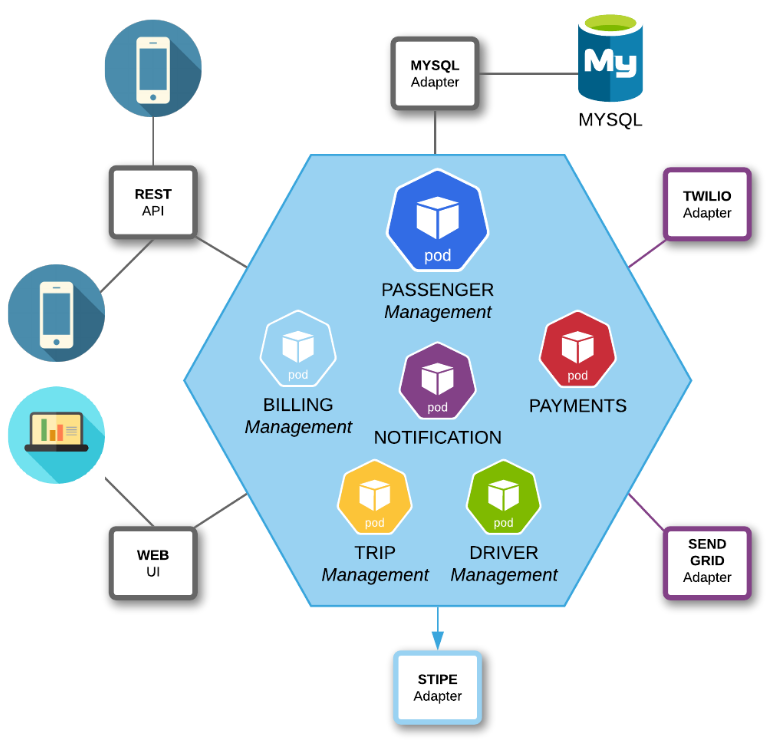 MYSQL
Adapter
My
MYSQL
REST
API
TWILIO
Adapter
pod
PASSENGER
Management
pod
BILLING
Management
pod
NOTIFICATION
pod
PAYMENTS
pod
TRIP
Management
pod
DRIVER
Management
WEB
UI
SEND
GRID
Adapter
STIPE
Adapter